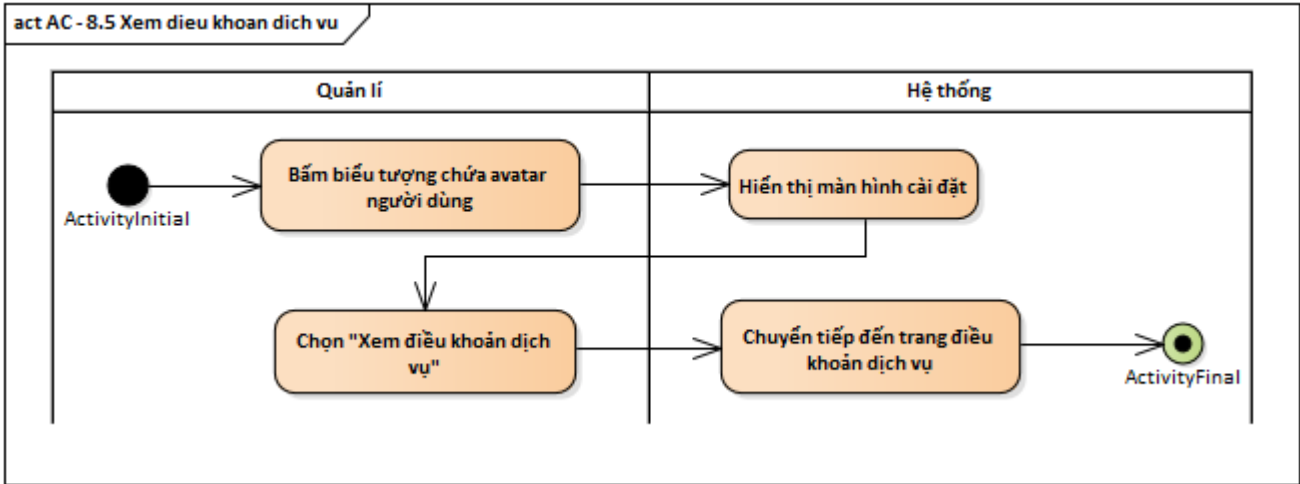 act AC - 8.5 Xem dieu khoan dich vu
Quản lí
Hệ thống
Bấm biểu tượng chứa avatar
người dùng
Hiển thị màn hình cài đặt
ActivityInitial
Chọn "Xem điều khoản dịch
vụ"
Chuyển tiếp đến trang điều
khoản dịch vụ
ActivityFinal